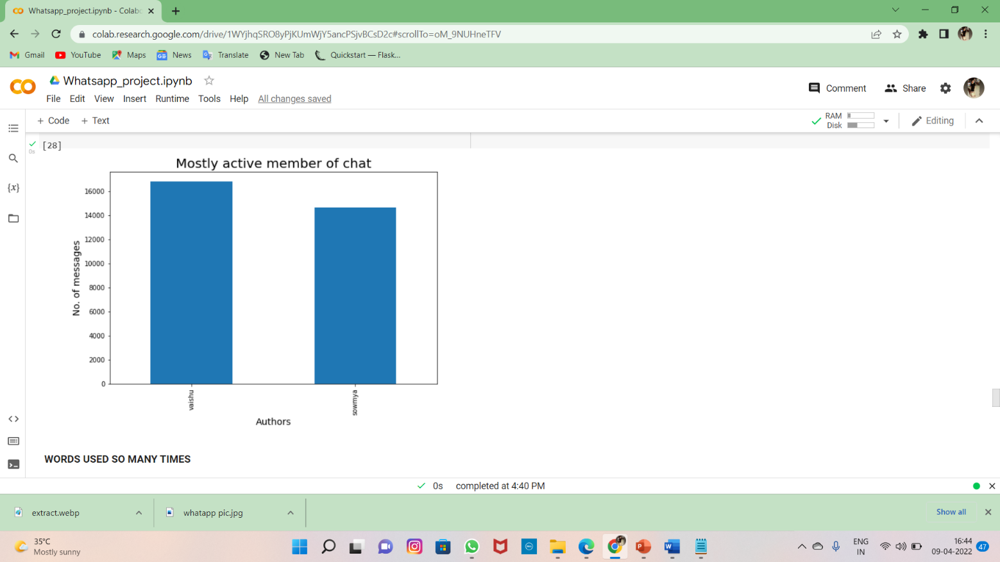 Whatsapp_project.ipynb - Colabo
colab.research.google.com/drive/1WYjhqSRO8yPjKUmWjY5ancPSjvBCsD2c#scrollTo=oM_9NUHneTFV
Gmail YouTube Maps News Translate New Tab Quickstart — Flask...
Whatsapp_project.ipynb
Comment Share
File Edit View Insert Runtime Tools Help All changes saved
+ Code + Text
RAM
Disk
Editing
[28]
0s
{x}
Mostly active member of chat
16000
14000
12000
10000
8000
6000
4000
2000
0
No. of messages
vaishu
sowmya
Authors
WORDS USED SO MANY TIMES
0s completed at 4:40 PM
extract.webp
whatapp pic.jpg
Show all
35°C
Mostly sunny
ENG
IN
16:44
09-04-2022
47